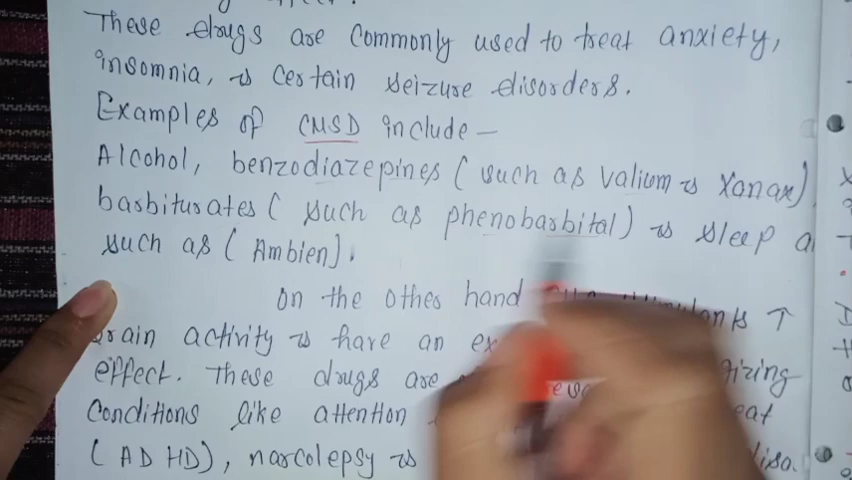 These drugs are commonly used to treat anxiety,
insomnia, & certain seizure disorders.
Examples of CNSD include —
Alcohol, benzodiazepines (such as valium & Xanax)
barbiturates ( such as phenobarbital) & sleep a
such as ( Ambien).
On the other hand ↑
brain activity & have an
effect. These drugs are
conditions like attention
(ADHD), narcolepsy &